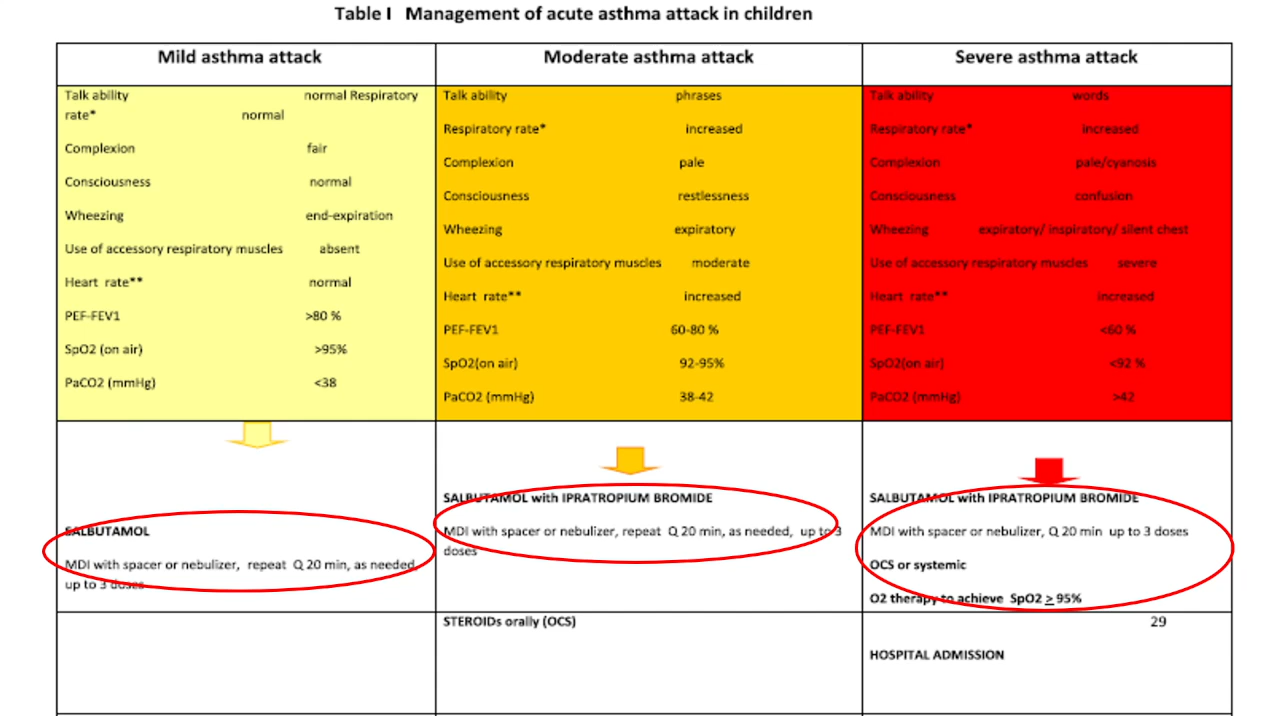 Table I Management of acute asthma attack in children
Mild asthma attack
Talk ability normal Respiratory
rate* normal
Complexion fair
Consciousness normal
Wheezing end-expiration
Use of accessory respiratory muscles absent
Heart rate** normal
PEF-FEV1 >80 %
SpO2 (on air) >95%
PaCO2 (mmHg) <38
SALBUTAMOL
MDI with spacer or nebulizer, repeat Q 20 min, as needed,
up to 3 doses
Moderate asthma attack
Talk ability phrases
Respiratory rate* increased
Complexion pale
Consciousness restlessness
Wheezing expiratory
Use of accessory respiratory muscles moderate
Heart rate** increased
PEF-FEV1 60-80 %
SpO2(on air) 92-95%
PaCO2 (mmHg) 38-42
SALBUTAMOL with IPRATROPIUM BROMIDE
MDI with spacer or nebulizer, repeat Q 20 min, as needed, up to 3
doses
STEROIDs orally (OCS)
Severe asthma attack
Talk ability words
Respiratory rate* increased
Complexion pale/cyanosis
Consciousness confusion
Wheezing expiratory/ inspiratory/ silent chest
Use of accessory respiratory muscles severe
Heart rate** increased
PEF-FEV1 <60 %
SpO2(on air) <92 %
PaCO2 (mmHg) >42
SALBUTAMOL with IPRATROPIUM BROMIDE
MDI with spacer or nebulizer, Q 20 min up to 3 doses
OCS or systemic
O2 therapy to achieve SpO2 ≥ 95%
29
HOSPITAL ADMISSION